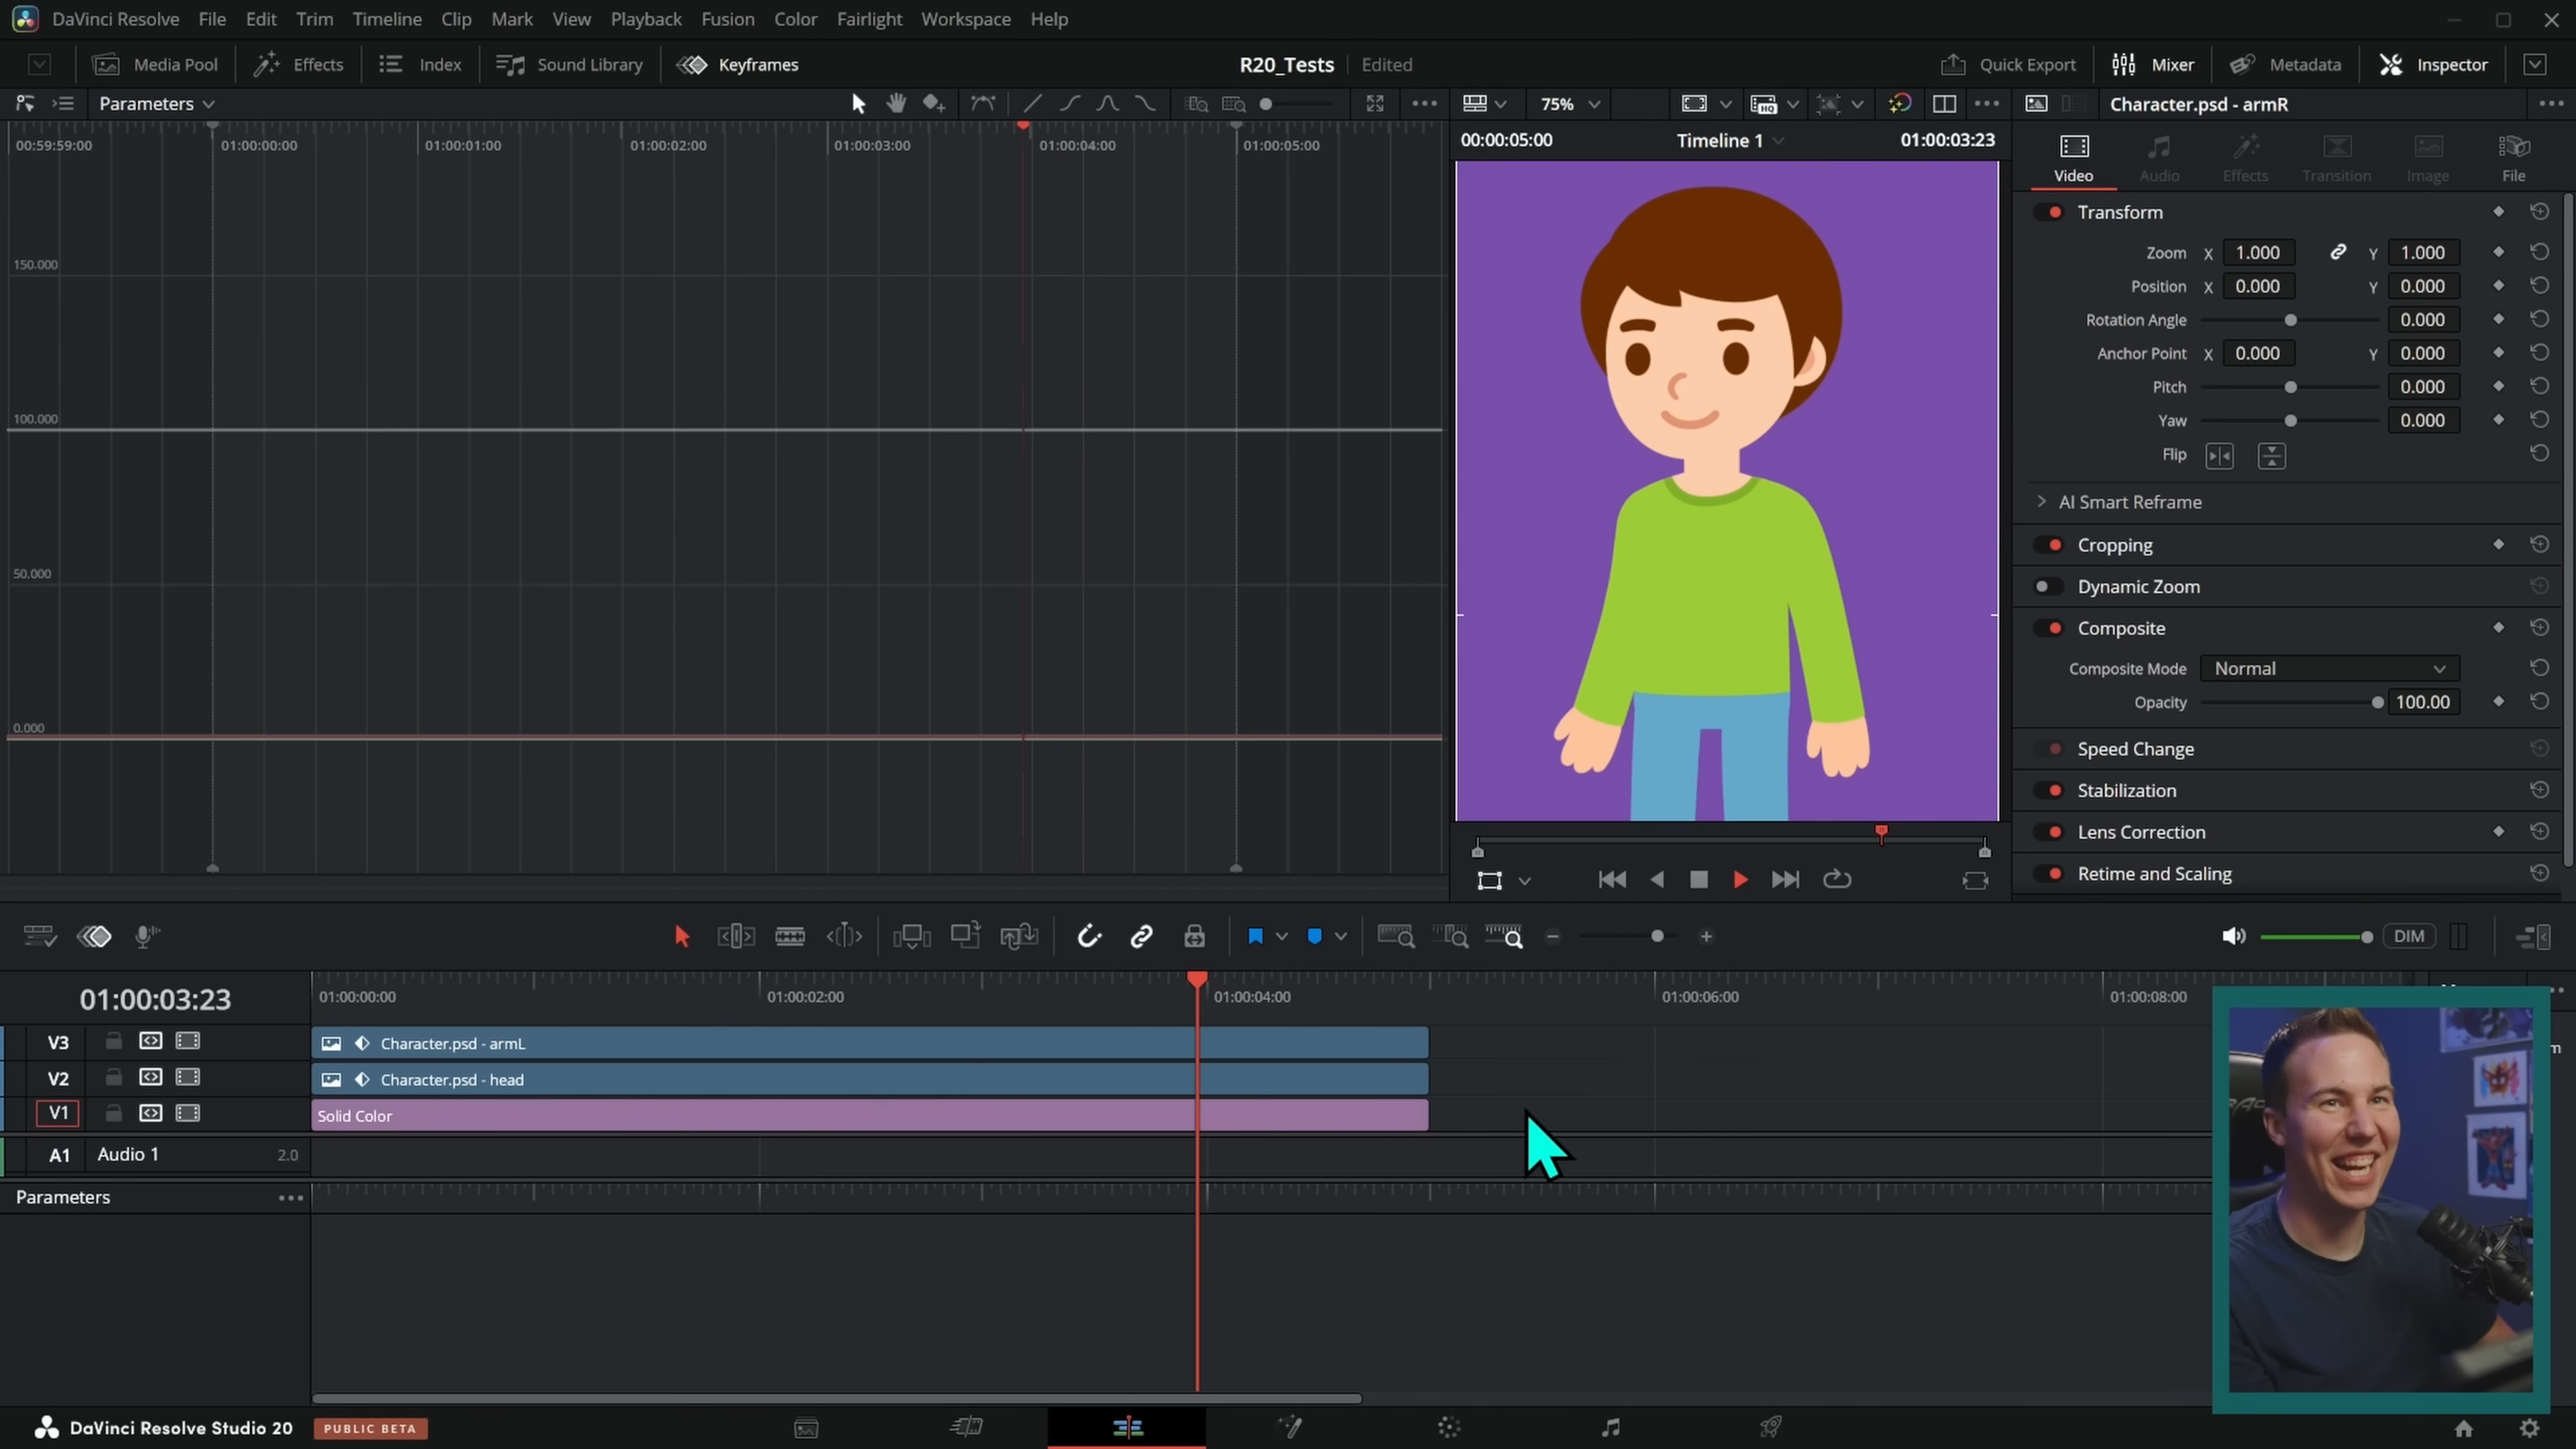 DaVinci Resolve File Edit Trim Timeline Clip Mark View Playback Fusion Color Fairlight Workspace Help
Media Pool Effects Index Sound Library Keyframes R20_Tests Edited Quick Export Mixer Metadata Inspector
Parameters 75% Character.psd - armR
00:59:59:00 01:00:00:00 01:00:01:00 01:00:02:00 01:00:03:00 01:00:04:00 01:00:05:00
00:00:05:00 Timeline 1 01:00:03:23
Video Audio Effects Transition Image File
150.000
100.000
50.000
0.000
Transform
Zoom X 1.000 Y 1.000
Position X 0.000 Y 0.000
Rotation Angle 0.000
Anchor Point X 0.000 Y 0.000
Pitch 0.000
Yaw 0.000
Flip
AI Smart Reframe
Cropping
Dynamic Zoom
Composite
Composite Mode Normal
Opacity 100.00
Speed Change
Stabilization
Lens Correction
Retime and Scaling
DIM
01:00:03:23 01:00:00:00 01:00:02:00 01:00:04:00 01:00:06:00 01:00:08:00
V3 Character.psd - armL
V2 Character.psd - head
V1 Solid Color
A1 Audio 1 2.0
Parameters
DaVinci Resolve Studio 20 PUBLIC BETA